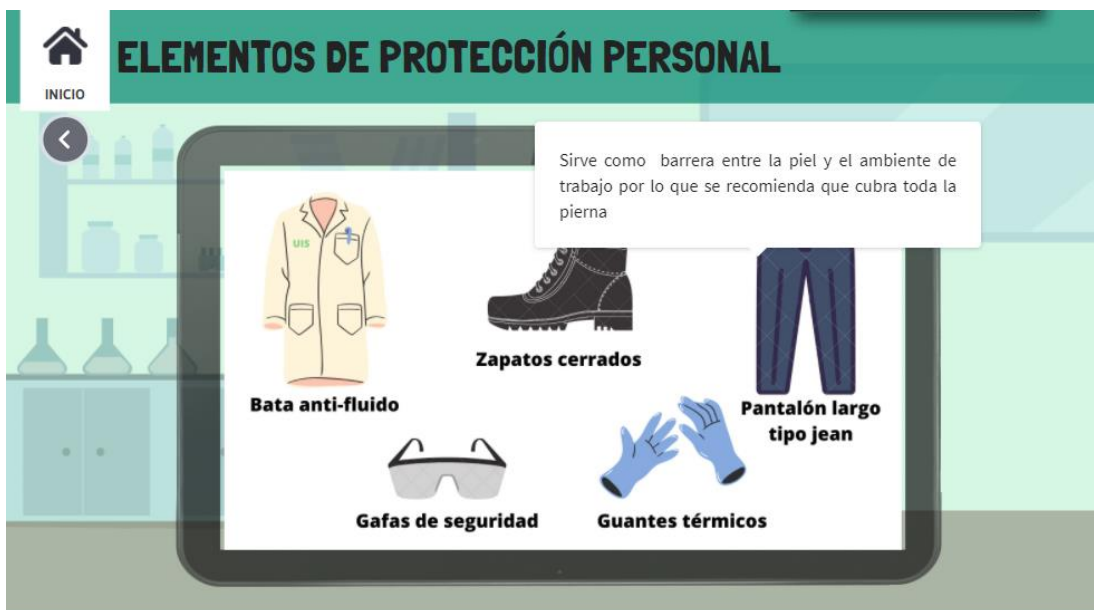 ELEMENTOS DE PROTECCIÓN PERSONAL
INICIO
Sirve como barrera entre la piel y el ambiente de
trabajo por lo que se recomienda que cubra toda la
pierna
UIS
Zapatos cerrados
Bata anti-fluido
Pantalón largo
tipo jean
Gafas de seguridad
Guantes térmicos